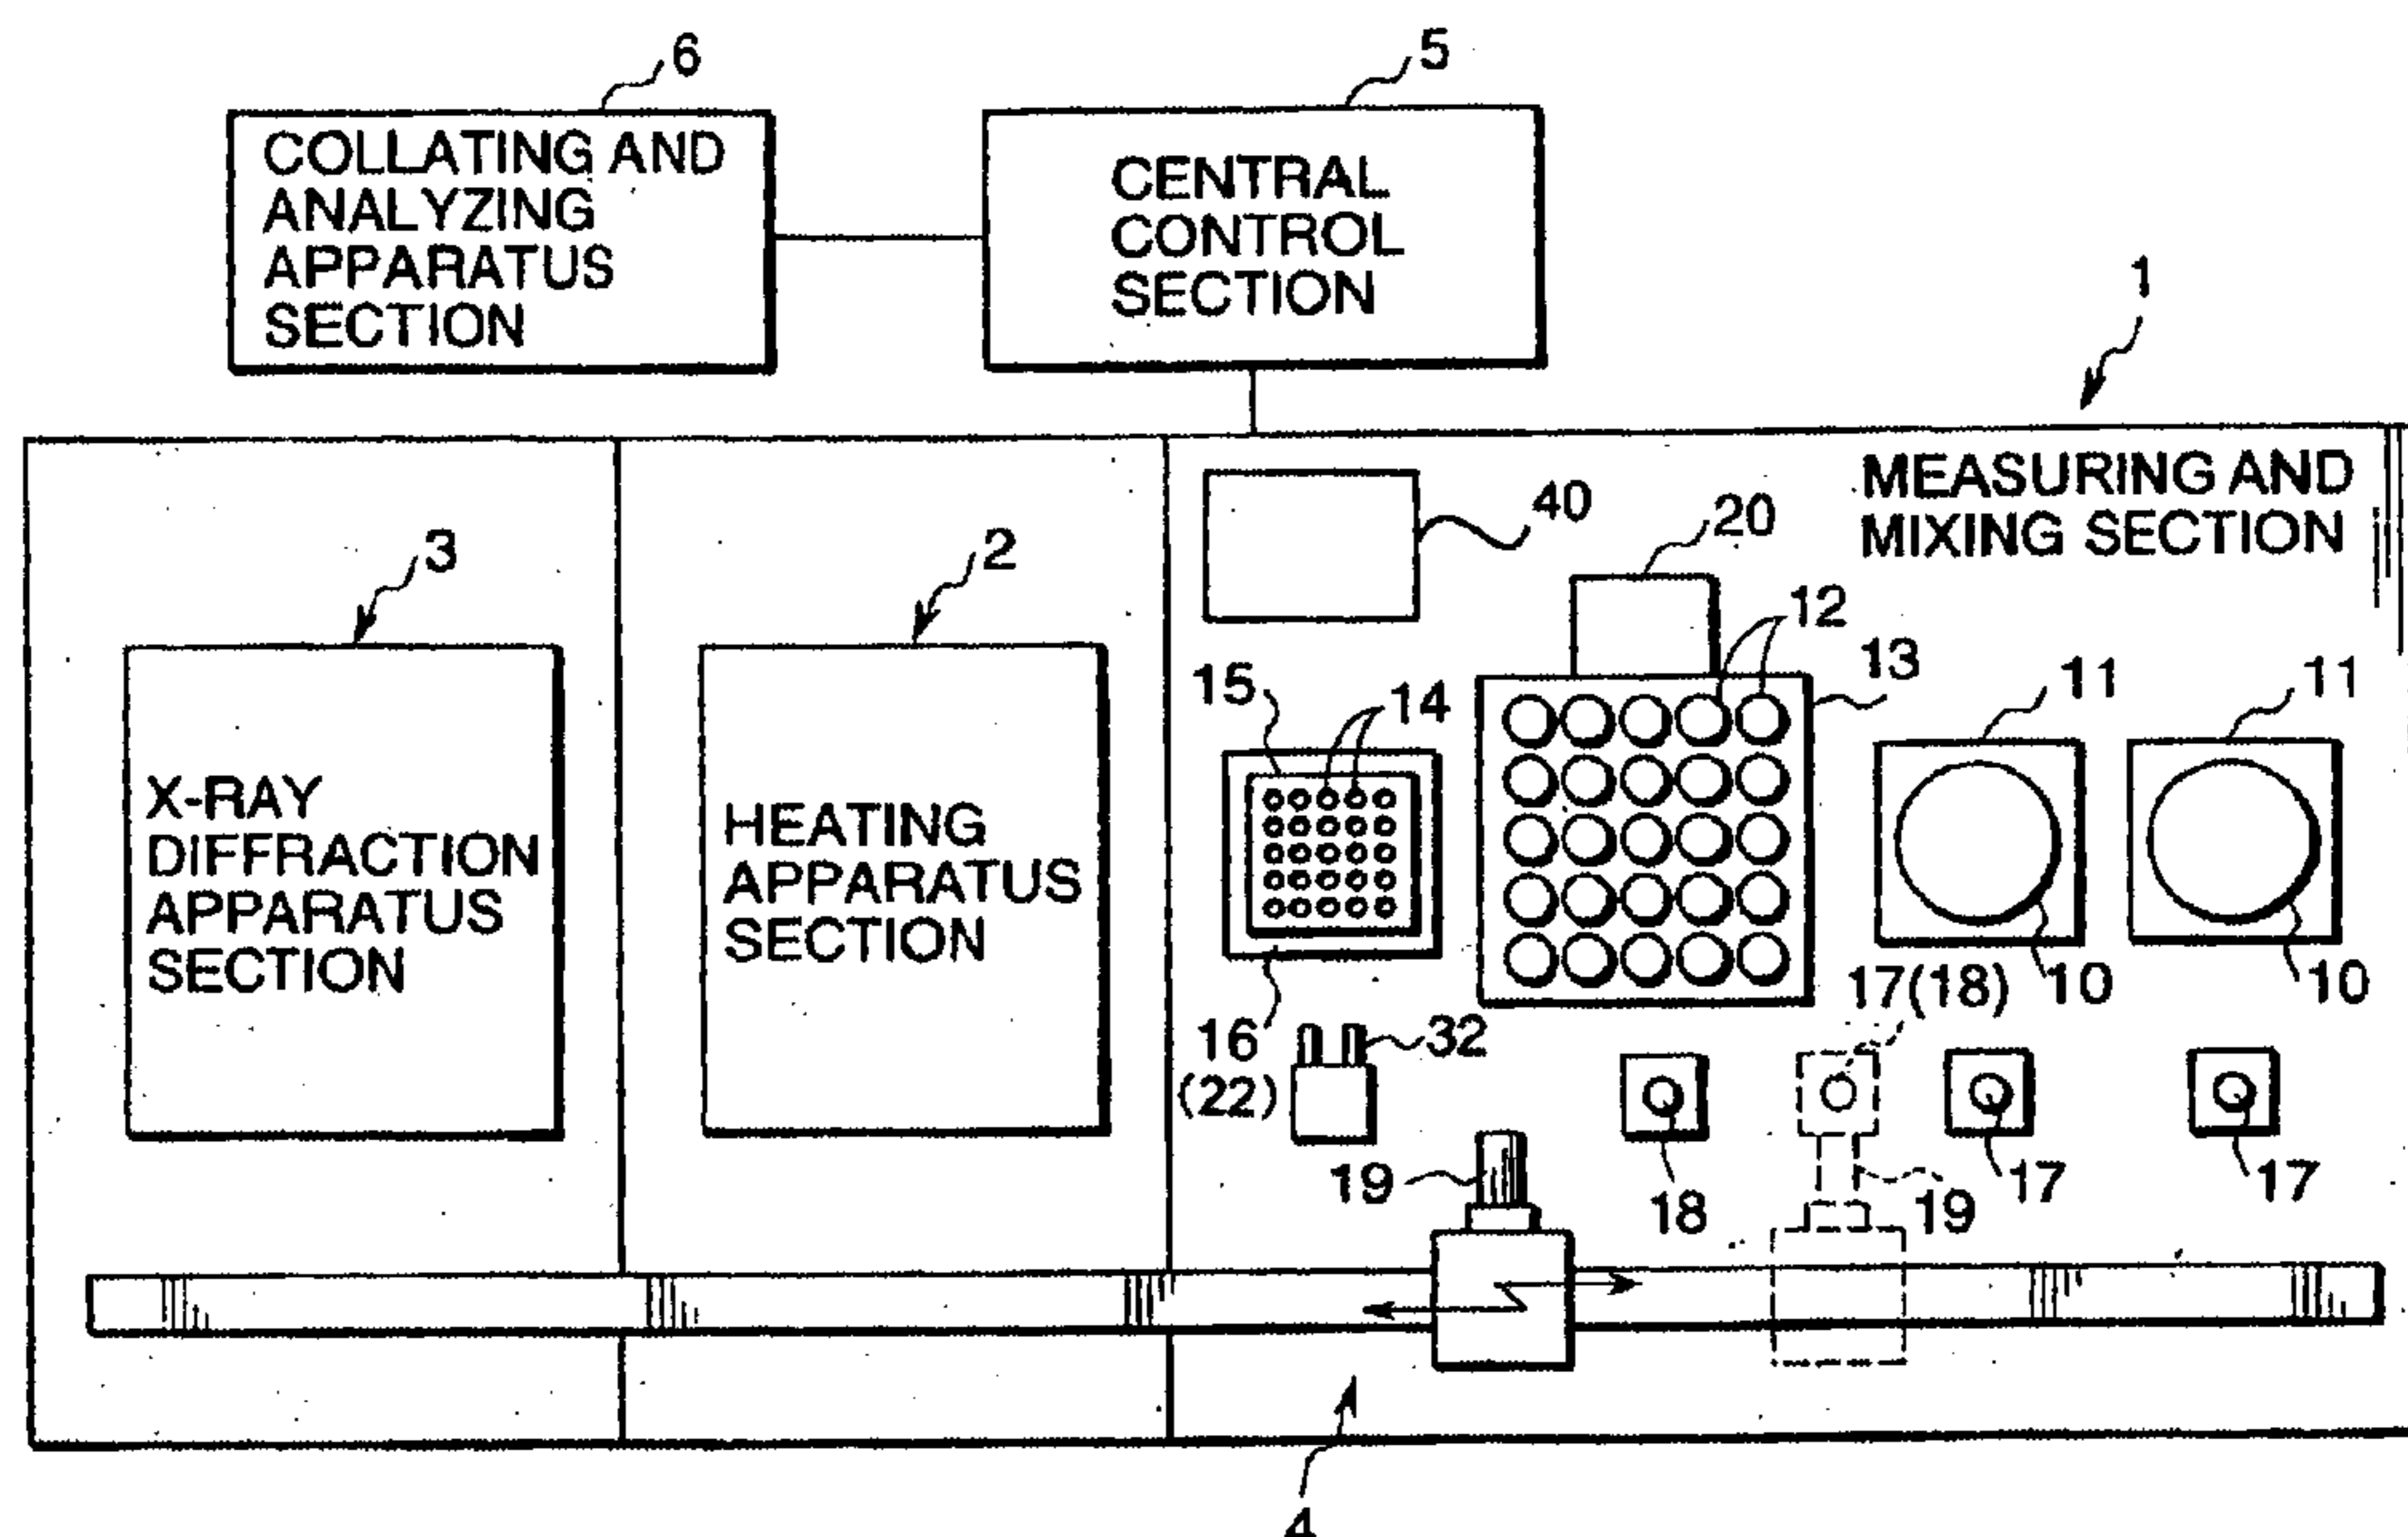 6
5
COLLATING AND
ANALYZING
APPARATUS
SECTION
CENTRAL
CONTROL
SECTION
1
MEASURING AND
MIXING SECTION
40
20
12
13
3
2
15
14
11
11
X-RAY
DIFFRACTION
APPARATUS
SECTION
HEATING
APPARATUS
SECTION
17(18)
10
10
16
(22)
32
19
18
19
17
17
4